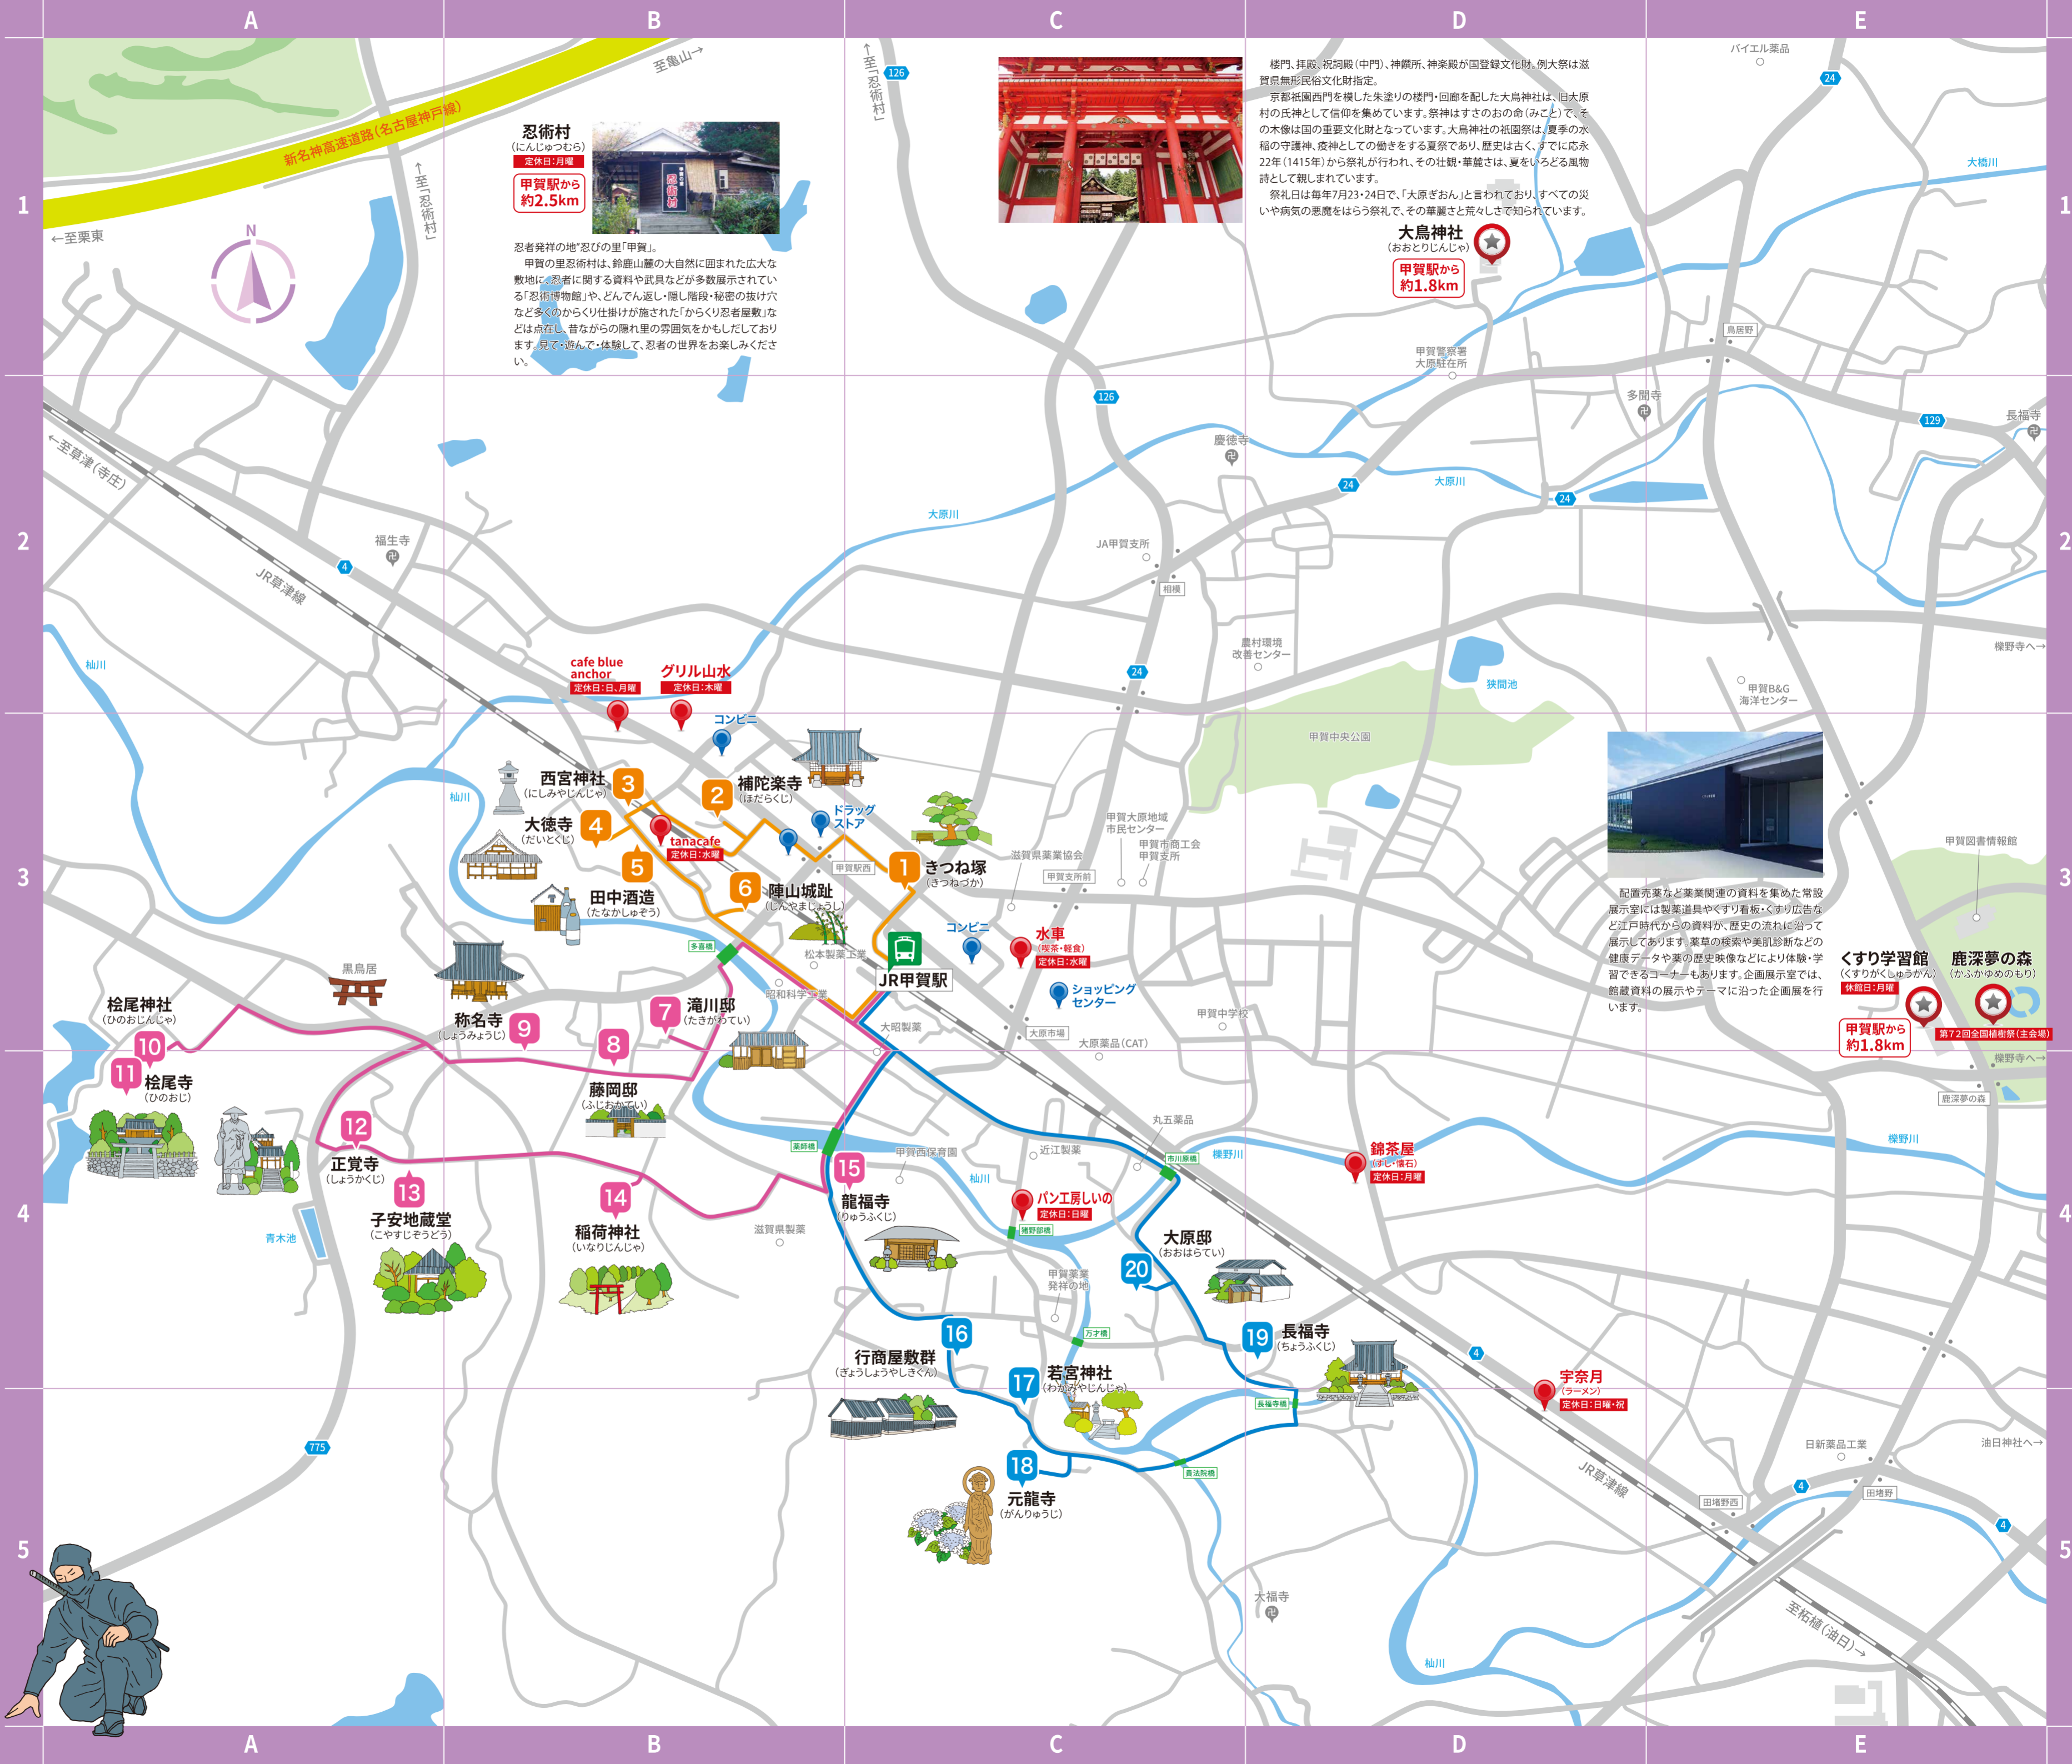 A
B
C
D
E
1
2
3
4
5
1
2
3
4
5
A
B
C
D
E
新名神高速道路(名古屋神戸線)
至亀山→
←至栗東
←至「忍術村」
←至「忍術村」
N
126
忍術村
(にんじゅつむら)
定休日:月曜
甲賀駅から
約2.5km
忍術村
忍者発祥の地"忍びの里「甲賀」。
甲賀の里忍術村は、鈴鹿山麓の大自然に囲まれた広大な
敷地に、忍者に関する資料や武具などが多数展示されてい
る「忍術博物館」や、どんでん返し・隠し階段・秘密の抜け穴
など多くのからくり仕掛けが施された「からくり忍者屋敷」な
どは点在し、昔ながらの隠れ里の雰囲気をかもしだしており
ます。見て・遊んで・体験して、忍者の世界をお楽しみくださ
い。
楼門、拝殿、祝詞殿(中門)、神饌所、神楽殿が国登録文化財。例大祭は滋
賀県無形民俗文化財指定。
京都祇園西門を模した朱塗りの楼門・回廊を配した大鳥神社は、旧大原
村の氏神として信仰を集めています。祭神はすさのおの命(みこと)で、そ
の木像は国の重要文化財となっています。大鳥神社の祇園祭は、夏季の水
稲の守護神、疫神としての働きをする夏祭であり、歴史は古く、すでに応永
22年(1415年)から祭礼が行われ、その壮観・華麗さは、夏をいろどる風物
詩として親しまれています。
祭礼日は毎年7月23・24日で、「大原ぎおん」と言われており、すべての災
いや病気の悪魔をはらう祭礼で、その華麗さと荒々しさで知られています。
大鳥神社
(おおとりじんじゃ)
甲賀駅から
約1.8km
バイエル薬品
24
大橋川
鳥居野
甲賀警察署
大原駐在所
多聞寺
129
長福寺
126
慶徳寺
24
大原川
24
大原川
JA甲賀支所
相模
←至草津(寺庄)
JR草津線
4
福生寺
農村環境
改善センター
24
狭間池
甲賀B&G
海洋センター
櫟野寺へ→
杣川
cafe blue
anchor
定休日:日、月曜
グリル山水
定休日:木曜
コンビニ
甲賀中央公園
西宮神社
(にしみやじんじゃ)
3
2
補陀楽寺
(ほだらくじ)
杣川
大徳寺
(だいとくじ)
4
tanacafe
定休日:水曜
ドラッグ
ストア
5
田中酒造
(たなかしゅぞう)
6
陣山城趾
(じんやまじょうし)
甲賀駅西
1
きつね塚
(きつねづか)
滋賀県薬業協会
甲賀大原地域
市民センター
甲賀市商工会
甲賀支所
甲賀支所前
コンビニ
水車
(喫茶・軽食)
定休日:水曜
JR甲賀駅
ショッピング
センター
大原市場
大原薬品(CAT)
甲賀中学校
多喜橋
松本製薬工業
昭和科学工業
大昭製薬
配置売薬など薬業関連の資料を集めた常設
展示室には製薬道具やくすり看板・くすり広告な
ど江戸時代からの資料が、歴史の流れに沿って
展示してあります。薬草の検索や美肌診断などの
健康データや薬の歴史映像などにより体験・学
習できるコーナーもあります。企画展示室では、
館蔵資料の展示やテーマに沿った企画展を行
います。
甲賀図書情報館
くすり学習館
(くすりがくしゅうかん)
休館日:月曜
甲賀駅から
約1.8km
鹿深夢の森
(かふかゆめのもり)
第72回全国植樹祭(主会場)
櫟野寺へ→
鹿深夢の森
黒鳥居
桧尾神社
(ひのおじんじゃ)
10
11
桧尾寺
(ひのおじ)
称名寺
(しょうみょうじ)
9
8
藤岡邸
(ふじおかてい)
7
滝川邸
(たきがわてい)
12
正覚寺
(しょうかくじ)
13
子安地蔵堂
(こやすじぞうどう)
14
稲荷神社
(いなりじんじゃ)
青木池
滋賀県製薬
薬師橋
15
龍福寺
(りゅうふくじ)
甲賀西保育園
杣川
近江製薬
丸五薬品
市川原橋
櫟野川
錦茶屋
(すし・懐石)
定休日:月曜
櫟野川
パン工房しいの
定休日:日曜
猪野部橋
甲賀薬業
発祥の地
大原邸
(おおはらてい)
20
万才橋
16
行商屋敷群
(ぎょうしょうやしきぐん)
17
若宮神社
(わかみやじんじゃ)
19
長福寺
(ちょうふくじ)
長福寺橋
4
宇奈月
(ラーメン)
定休日:日曜・祝
18
元龍寺
(がんりゅうじ)
貴法院橋
775
大福寺
杣川
JR草津線
日新薬品工業
油日神社へ→
4
田堵野西
田堵野
4
至柘植(油日)→